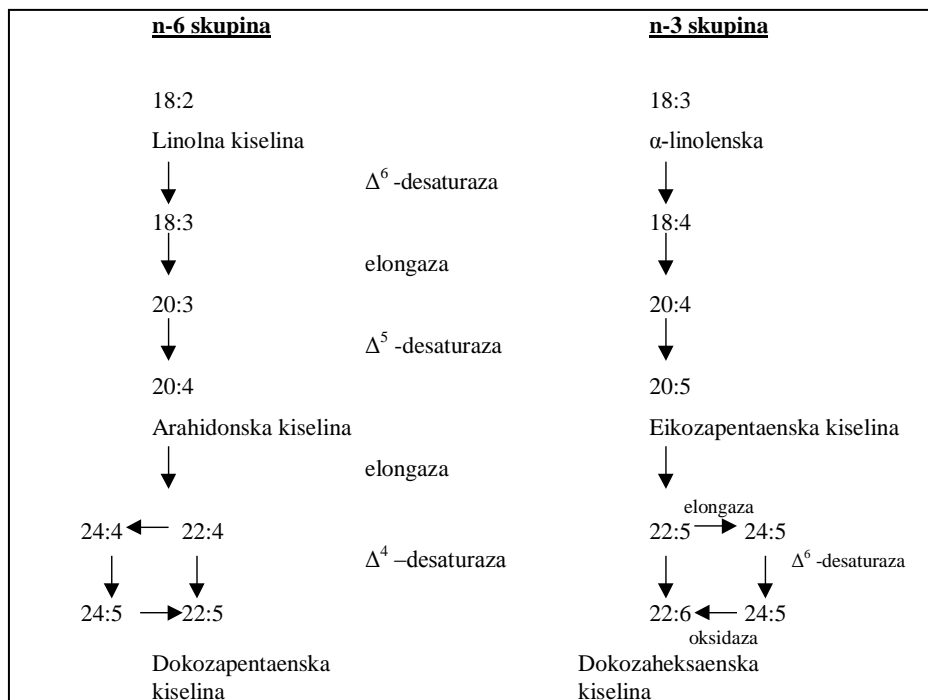 n-6 skupina n-3 skupina
18:2 18:3
Linolna kiselina α-linolenska
Δ⁶ -desaturaza
18:3 18:4
elongaza
20:3 20:4
Δ⁵ -desaturaza
20:4 20:5
Arahidonska kiselina Eikozapentaenska kiselina
elongaza
elongaza
24:4 22:4 22:5 24:5
Δ⁴ –desaturaza Δ⁶ -desaturaza
24:5 22:5 22:6 24:5
oksidaza
Dokozapentaenska Dokozaheksaenska
kiselina kiselina